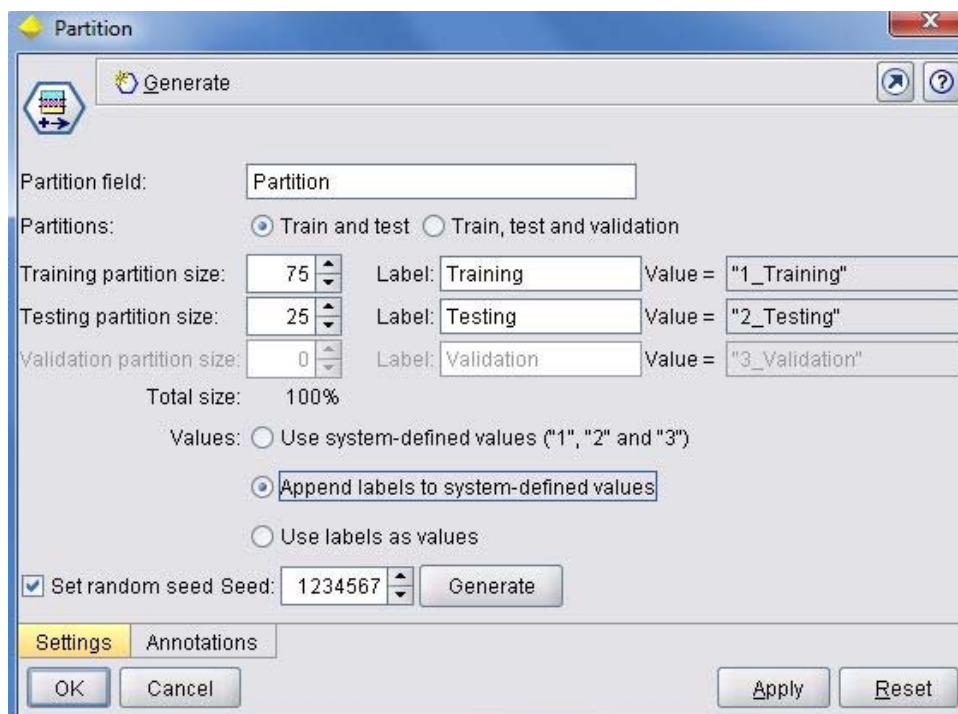 Partition
Generate
Partition field: Partition
Partitions: Train and test Train, test and validation
Training partition size: 75 Label: Training Value = "1_Training"
Testing partition size: 25 Label: Testing Value = "2_Testing"
Validation partition size: 0 Label: Validation Value = "3_Validation"
Total size: 100%
Values: Use system-defined values ("1", "2" and "3")
Append labels to system-defined values
Use labels as values
Set random seed Seed: 1234567 Generate
Settings Annotations
OK Cancel Apply Reset